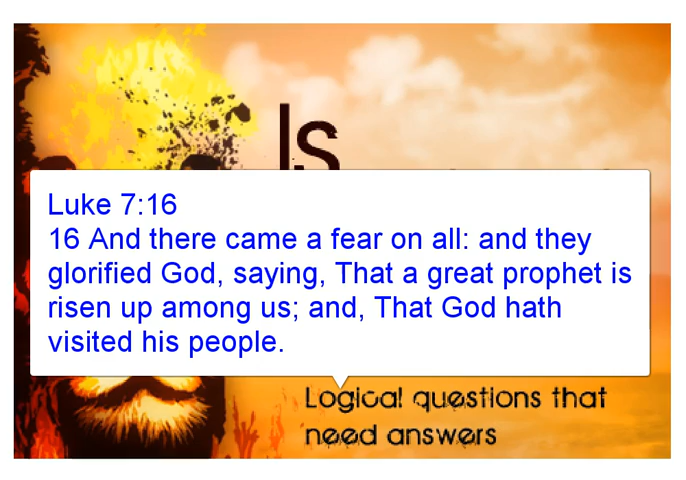 Is
Luke 7:16
16 And there came a fear on all: and they
glorified God, saying, That a great prophet is
risen up among us; and, That God hath
visited his people.
Logical questions that
need answers